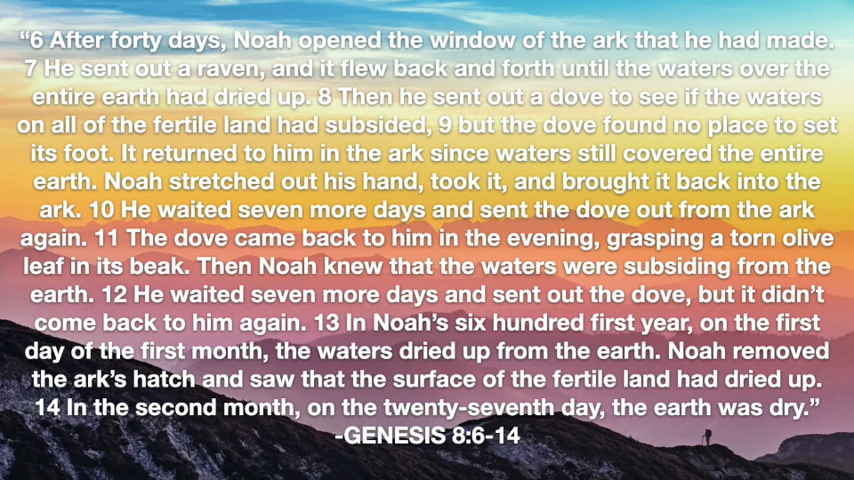 “6 After forty days, Noah opened the window of the ark that he had made.
7 He sent out a raven, and it flew back and forth until the waters over the
entire earth had dried up. 8 Then he sent out a dove to see if the waters
on all of the fertile land had subsided, 9 but the dove found no place to set
its foot. It returned to him in the ark since waters still covered the entire
earth. Noah stretched out his hand, took it, and brought it back into the
ark. 10 He waited seven more days and sent the dove out from the ark
again. 11 The dove came back to him in the evening, grasping a torn olive
leaf in its beak. Then Noah knew that the waters were subsiding from the
earth. 12 He waited seven more days and sent out the dove, but it didn’t
come back to him again. 13 In Noah’s six hundred first year, on the first
day of the first month, the waters dried up from the earth. Noah removed
the ark’s hatch and saw that the surface of the fertile land had dried up.
14 In the second month, on the twenty-seventh day, the earth was dry.”
-GENESIS 8:6-14